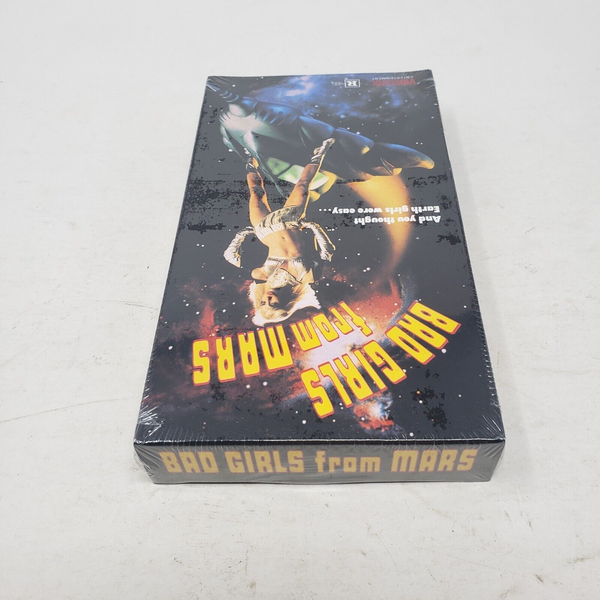 BAD GIRLS
from MARS
And you thought
Earth girls were easy...
R
BAD GIRLS from MARS